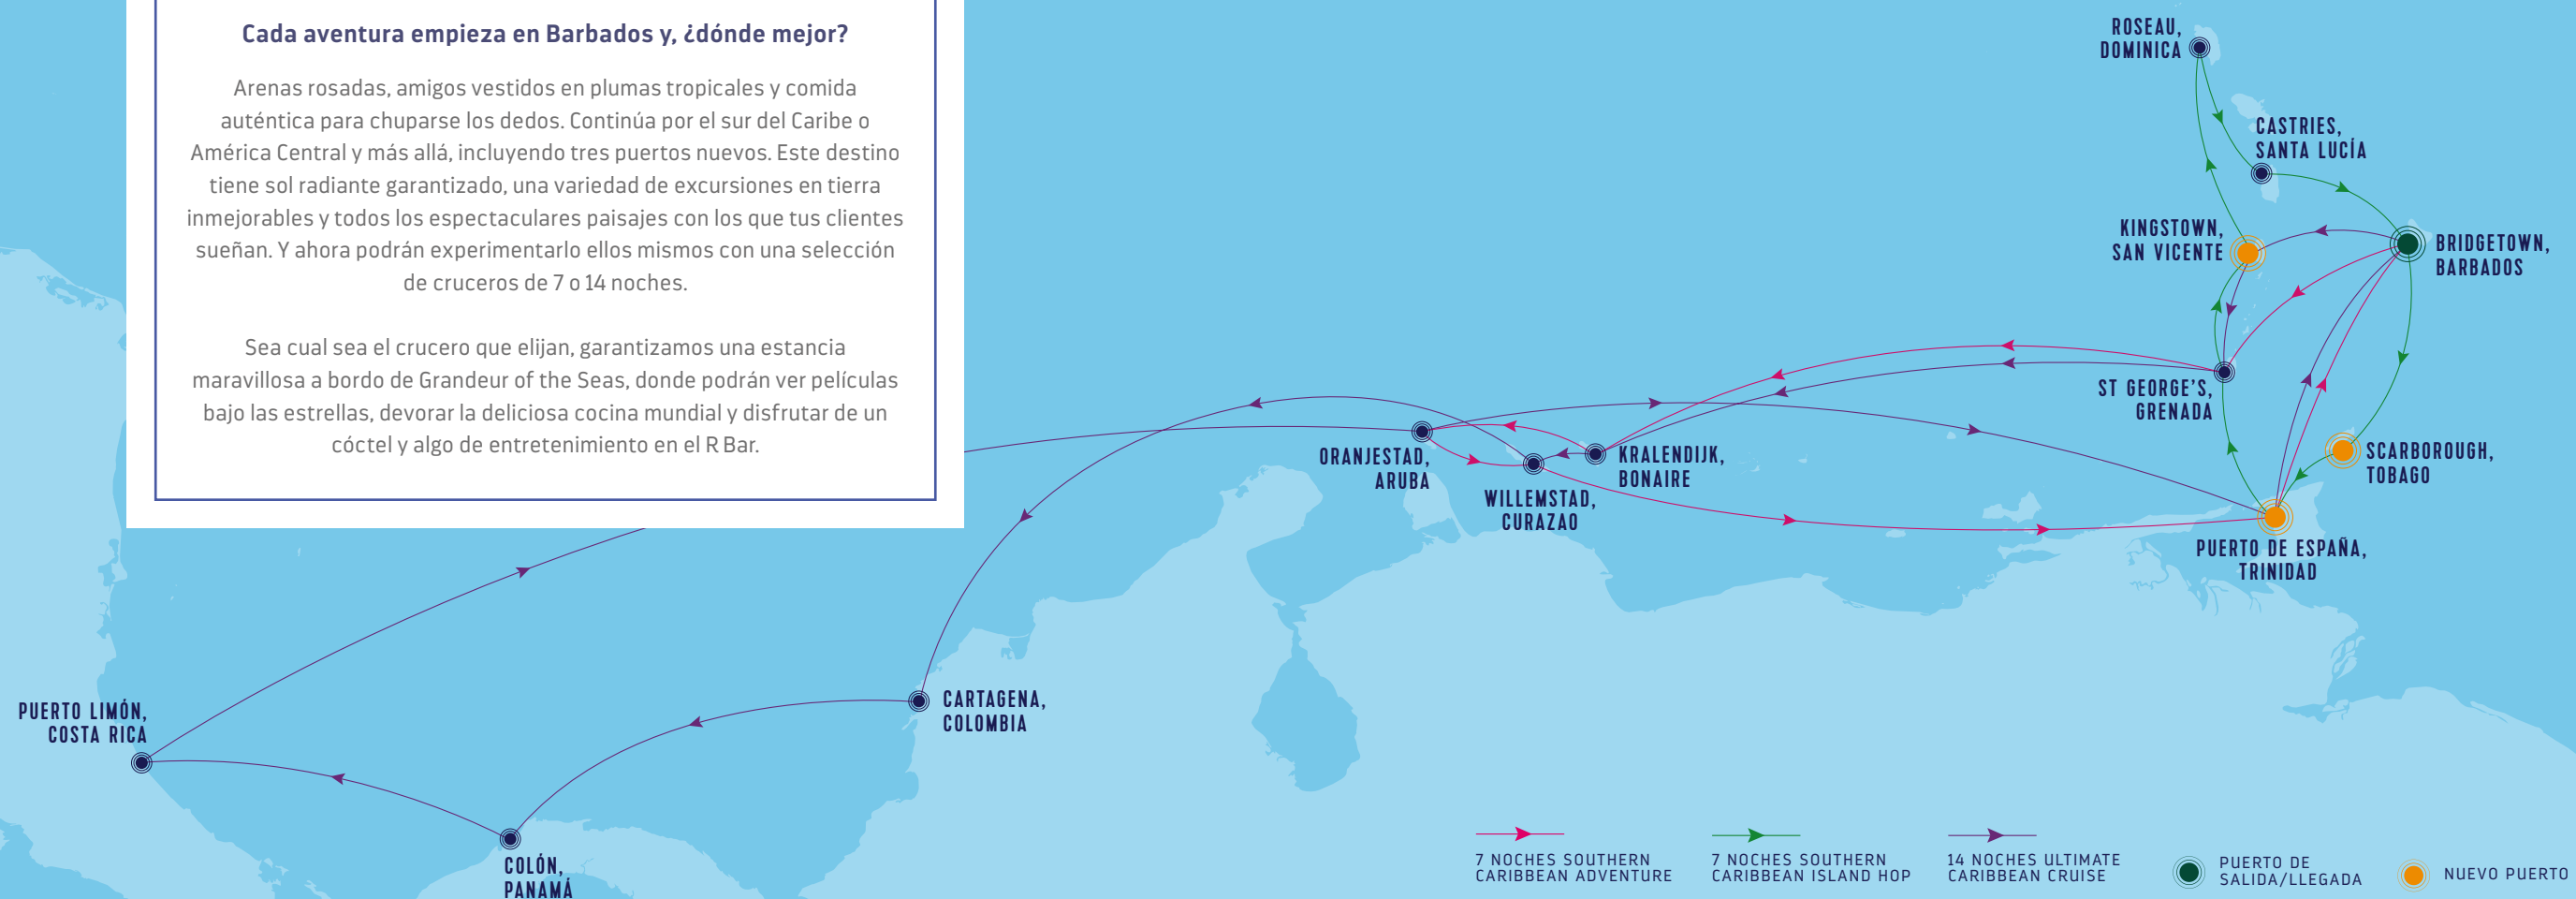 Cada aventura empieza en Barbados y, ¿dónde mejor?
Arenas rosadas, amigos vestidos en plumas tropicales y comida
auténtica para chuparse los dedos. Continúa por el sur del Caribe o
América Central y más allá, incluyendo tres puertos nuevos. Este destino
tiene sol radiante garantizado, una variedad de excursiones en tierra
inmejorables y todos los espectaculares paisajes con los que tus clientes
sueñan. Y ahora podrán experimentarlo ellos mismos con una selección
de cruceros de 7 o 14 noches.
Sea cual sea el crucero que elijan, garantizamos una estancia
maravillosa a bordo de Grandeur of the Seas, donde podrán ver películas
bajo las estrellas, devorar la deliciosa cocina mundial y disfrutar de un
cóctel y algo de entretenimiento en el R Bar.
ROSEAU,
DOMINICA
CASTRIES,
SANTA LUCÍA
KINGSTOWN,
SAN VICENTE
BRIDGETOWN,
BARBADOS
ST GEORGE'S,
GRENADA
SCARBOROUGH,
TOBAGO
ORANJESTAD,
ARUBA
KRALENDIJK,
BONAIRE
WILLEMSTAD,
CURAZAO
PUERTO DE ESPAÑA,
TRINIDAD
CARTAGENA,
COLOMBIA
PUERTO LIMÓN,
COSTA RICA
COLÓN,
PANAMÁ
7 NOCHES SOUTHERN
CARIBBEAN ADVENTURE
7 NOCHES SOUTHERN
CARIBBEAN ISLAND HOP
14 NOCHES ULTIMATE
CARIBBEAN CRUISE
PUERTO DE
SALIDA/LLEGADA
NUEVO PUERTO